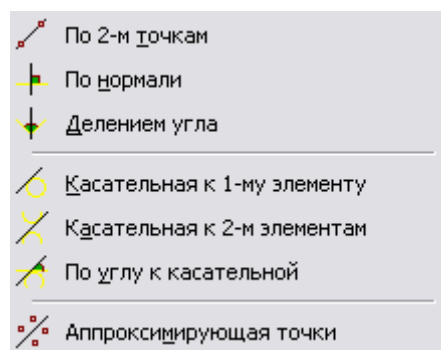 По 2-м точкам
По нормали
Делением угла
Касательная к 1-му элементу
Касательная к 2-м элементам
По углу к касательной
Аппроксимирующая точки